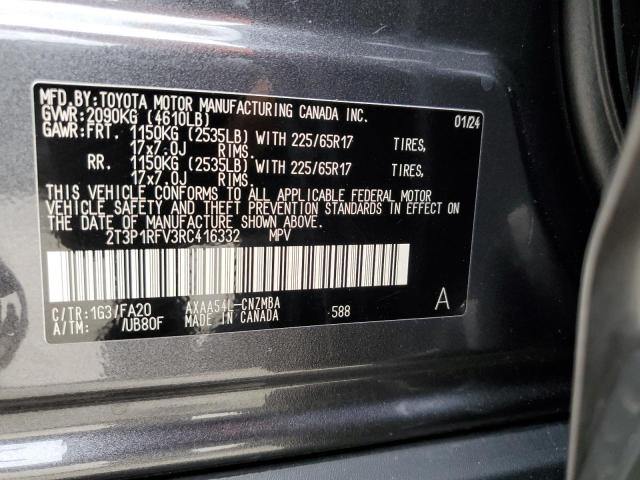 MFD.BY:TOYOTA MOTOR MANUFACTURING CANADA INC.
GVWR:2090KG (4610LB) 01/24
GAWR:FRT. 1150KG (2535LB) WITH 225/65R17 TIRES,
17x7.0J RIMS.
RR. 1150KG (2535LB) WITH 225/65R17 TIRES,
17x7.0J RIMS.
THIS VEHICLE CONFORMS TO ALL APPLICABLE FEDERAL MOTOR
VEHICLE SAFETY AND THEFT PREVENTION STANDARDS IN EFFECT ON
THE DATE OF MANUFACTURE SHOWN ABOVE.
2T3P1RFV3RC416332 MPV
C/TR:1G3/FA20 AXAA54L-CNZMBA
A/TM: /UB80F MADE IN CANADA 588 A